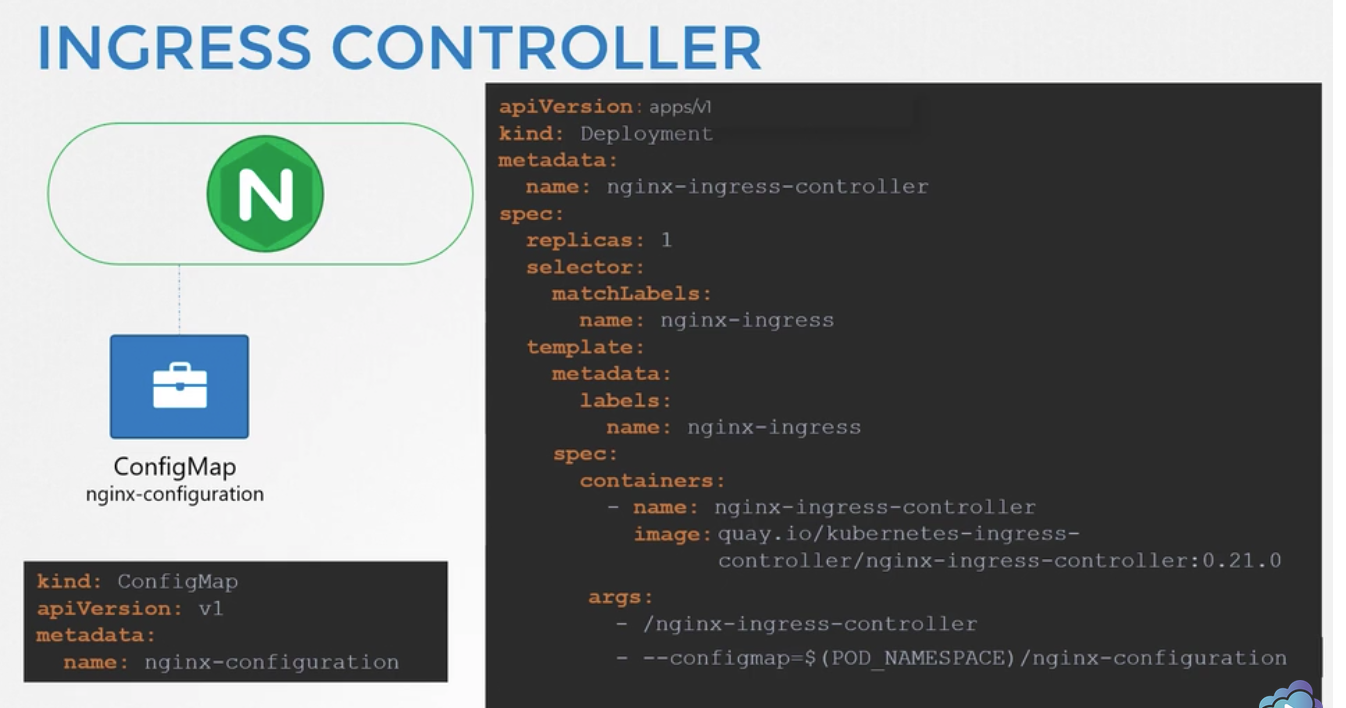 INGRESS CONTROLLER
N
ConfigMap
nginx-configuration
kind: ConfigMap
apiVersion: v1
metadata:
  name: nginx-configuration
apiVersion: apps/v1
kind: Deployment
metadata:
  name: nginx-ingress-controller
spec:
  replicas: 1
  selector:
    matchLabels:
      name: nginx-ingress
  template:
    metadata:
      labels:
        name: nginx-ingress
    spec:
      containers:
        - name: nginx-ingress-controller
          image: quay.io/kubernetes-ingress-
                 controller/nginx-ingress-controller:0.21.0
      args:
        - /nginx-ingress-controller
        - --configmap=$(POD_NAMESPACE)/nginx-configuration